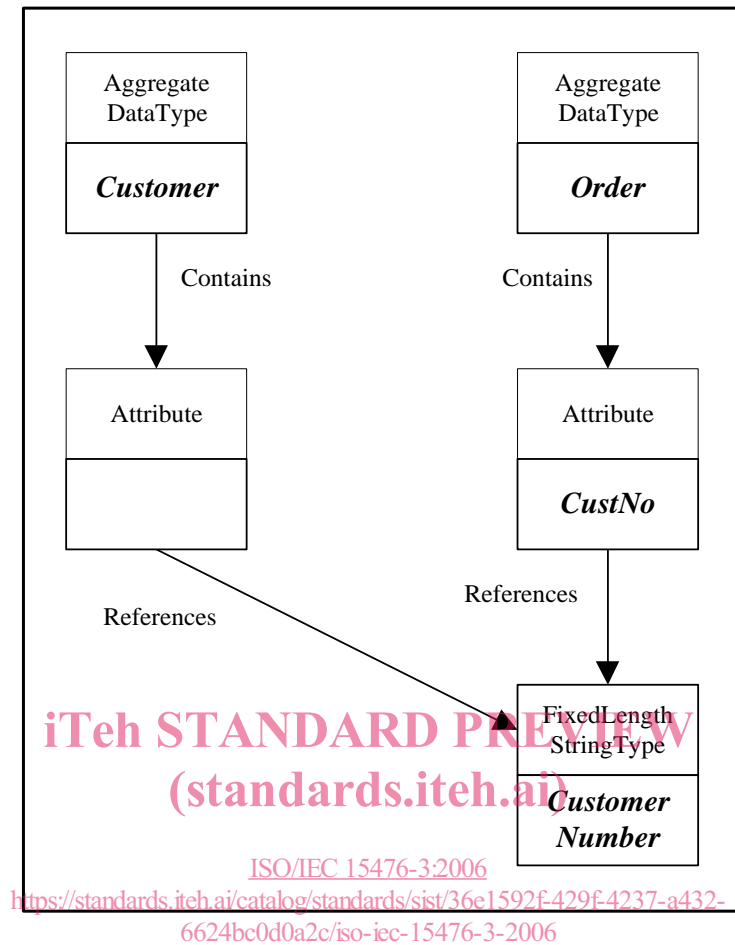 Aggregate
DataType
Customer
Aggregate
DataType
Order
Contains
Contains
Attribute
Attribute
CustNo
References
References
FixedLength
StringType
Customer
Number
iTeh STANDARD PREVIEW
(standards.iteh.ai)
ISO/IEC 15476-3:2006
https://standards.iteh.ai/catalog/standards/sist/36e1592f-429f-4237-a432-
6624bc0d0a2c/iso-iec-15476-3-2006